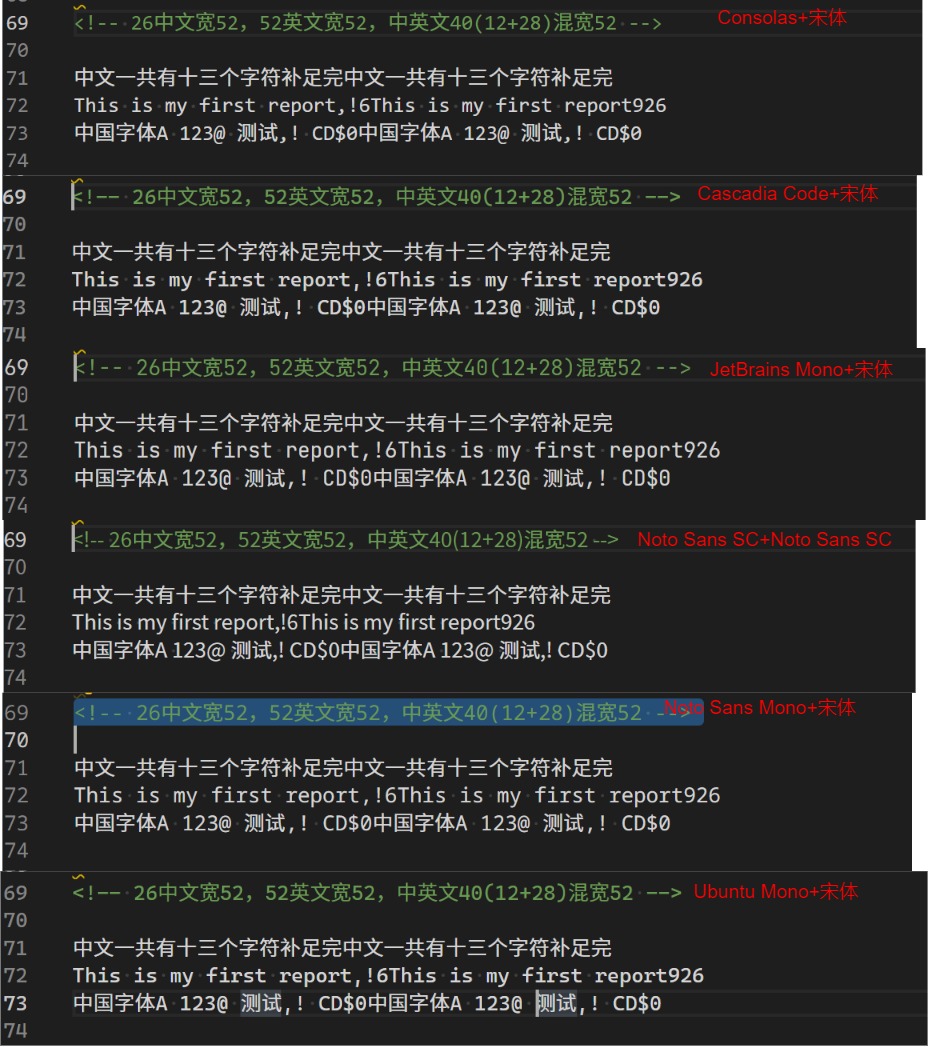 69 <!-- 26中文宽52，52英文宽52，中英文40(12+28)混宽52 --> Consolas+宋体
70
71 中文一共有十三个字符补足完中文一共有十三个字符补足完
72 This is my first report,!6This is my first report926
73 中国字体A 123@ 测试,! CD$0中国字体A 123@ 测试,! CD$0
74
69 <!-- 26中文宽52，52英文宽52，中英文40(12+28)混宽52 --> Cascadia Code+宋体
70
71 中文一共有十三个字符补足完中文一共有十三个字符补足完
72 This is my first report,!6This is my first report926
73 中国字体A 123@ 测试,! CD$0中国字体A 123@ 测试,! CD$0
74
69 <!-- 26中文宽52，52英文宽52，中英文40(12+28)混宽52 --> JetBrains Mono+宋体
70
71 中文一共有十三个字符补足完中文一共有十三个字符补足完
72 This is my first report,!6This is my first report926
73 中国字体A 123@ 测试,! CD$0中国字体A 123@ 测试,! CD$0
74
69 <!-- 26中文宽52，52英文宽52，中英文40(12+28)混宽52 --> Noto Sans SC+Noto Sans SC
70
71 中文一共有十三个字符补足完中文一共有十三个字符补足完
72 This is my first report,!6This is my first report926
73 中国字体A 123@ 测试,! CD$0中国字体A 123@ 测试,! CD$0
74
69 <!-- 26中文宽52，52英文宽52，中英文40(12+28)混宽52 --> Noto Sans Mono+宋体
70
71 中文一共有十三个字符补足完中文一共有十三个字符补足完
72 This is my first report,!6This is my first report926
73 中国字体A 123@ 测试,! CD$0中国字体A 123@ 测试,! CD$0
74
69 <!-- 26中文宽52，52英文宽52，中英文40(12+28)混宽52 --> Ubuntu Mono+宋体
70
71 中文一共有十三个字符补足完中文一共有十三个字符补足完
72 This is my first report,!6This is my first report926
73 中国字体A 123@ 测试,! CD$0中国字体A 123@ 测试,! CD$0
74